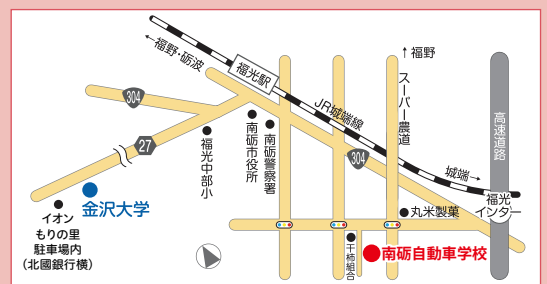 福野・砺波
福光駅
福野
スーパー農道
高速道路
304
JR城端線
27
福光中部小
南砺市役所
南砺警察署
304
城端
福光
インター
金沢大学
イオン
もりの里
駐車場内
（北國銀行横）
丸米製菓
干柿組合
南砺自動車学校